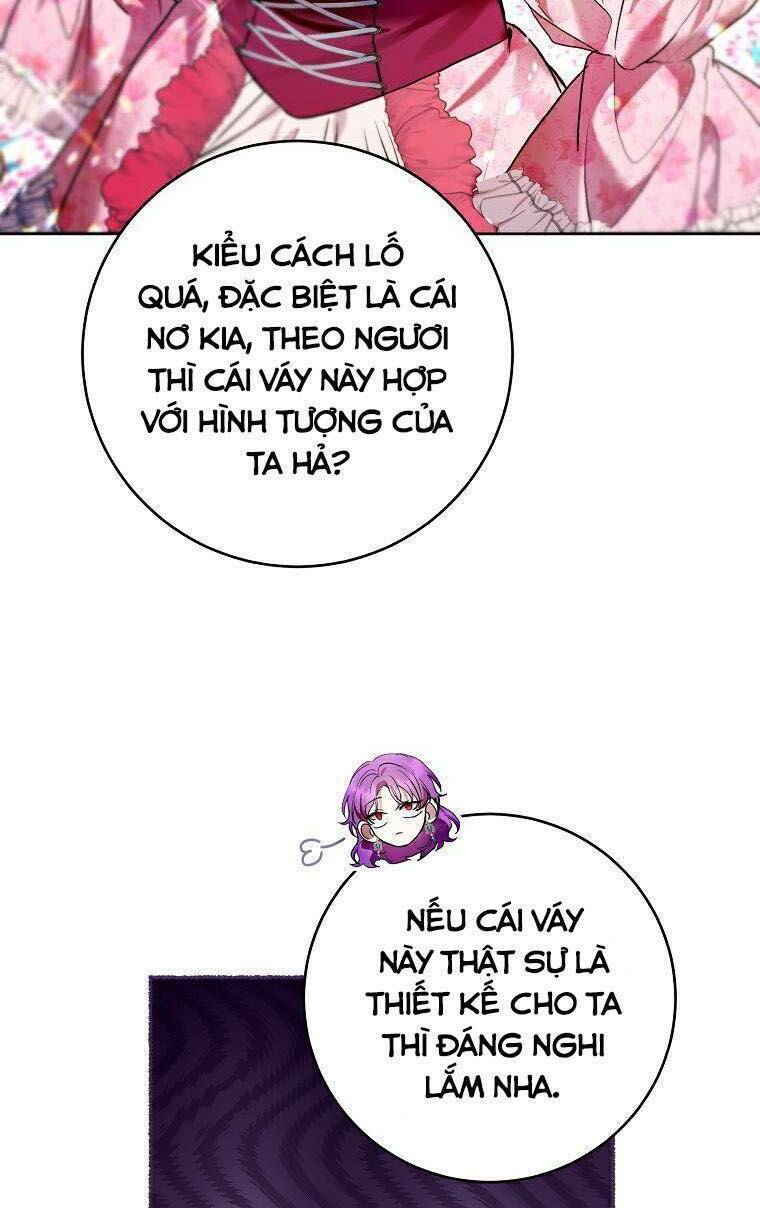 KIỂU CÁCH LỐ
QUÁ, ĐẶC BIỆT LÀ CÁI
NƠ KIA, THEO NGƯƠI
THÌ CÁI VÁY NÀY HỢP
VỚI HÌNH TƯỢNG CỦA
TA HẢ?
NẾU CÁI VÁY
NÀY THẬT SỰ LÀ
THIẾT KẾ CHO TA
THÌ ĐÁNG NGHI
LẮM NHA.